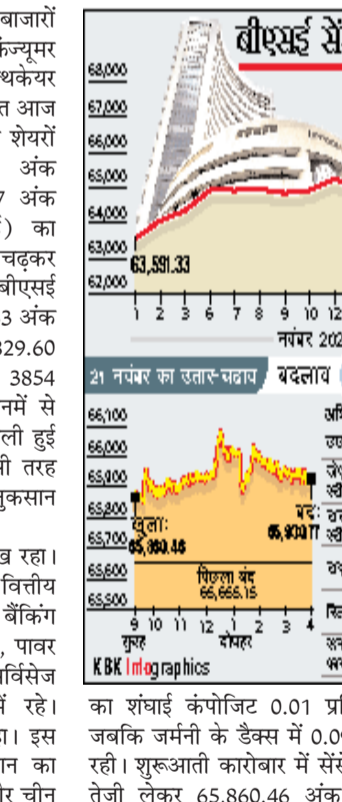 बाजारों
थकेयर
त आज
शेयरों
अंक
7 अंक
) का
चढ़कर
बीएसई
3 अंक
829.60
3854
नमें से
ली हुई
ी तरह
नुकसान
ख रहा।
वित्तीय
बैंकिंग
, पावर
र्विसेज
में रहे।
हा। इस
ान का
और चीन
बीएसई सें
68,000
67,000
66,000
65,000
64,000
63,000
62,000
63,591.33
1 2 3 6 7 8 9 10 12
नवंबर 202
21 नवंबर का उतार-चढ़ाव
बदलाव
66,100
66,000
65,900
65,800
65,700
65,600
65,500
खुला:
65,860.46
बंद:
65,930.77
पिछला बंद
65,655.15
9 10 11 12 1 2 3 4
सुबह दोपहर
KBK Infographics
का शंघाई कंपोजिट 0.01 प्रति
जबकि जर्मनी के डैक्स में 0.09
रही। शुरूआती कारोबार में सेंसे
तेजी लेकर 65,860.46 अंक